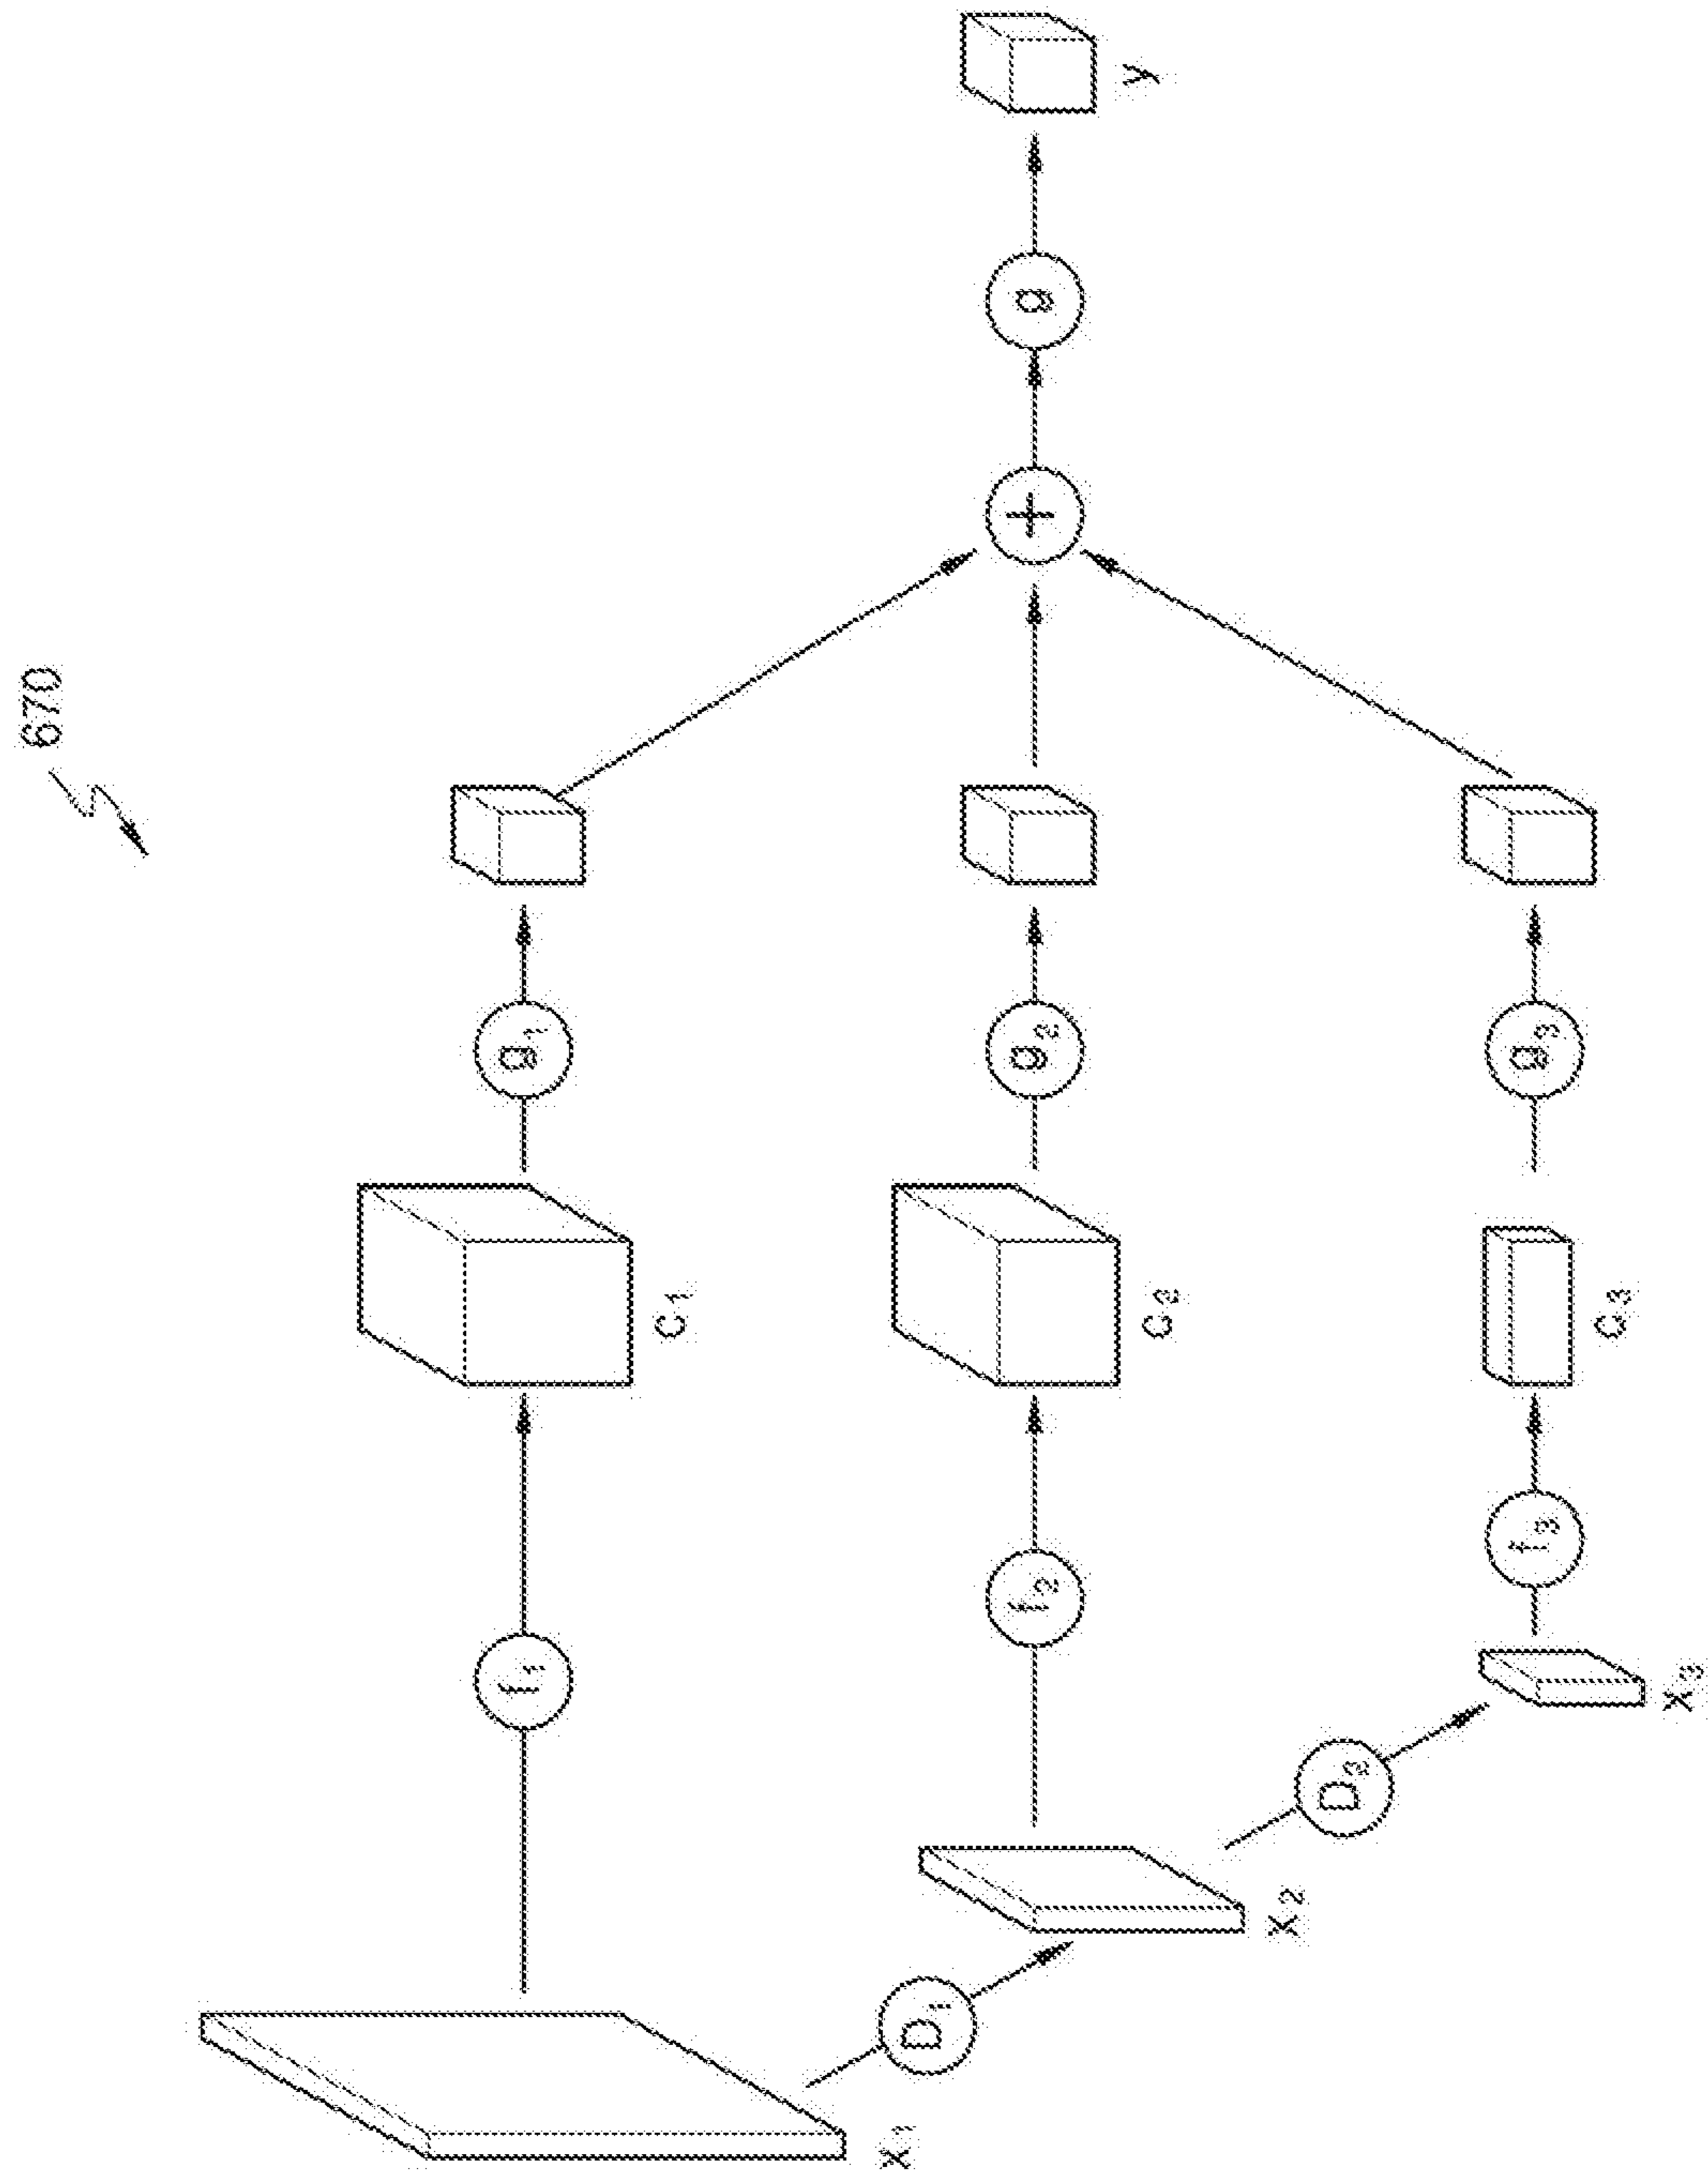 670
x₁
f₁
c₁
g₁
D₁
x₂
f₂
c₂
g₂
+
g
y
D₂
x₃
f₃
c₃
g₃